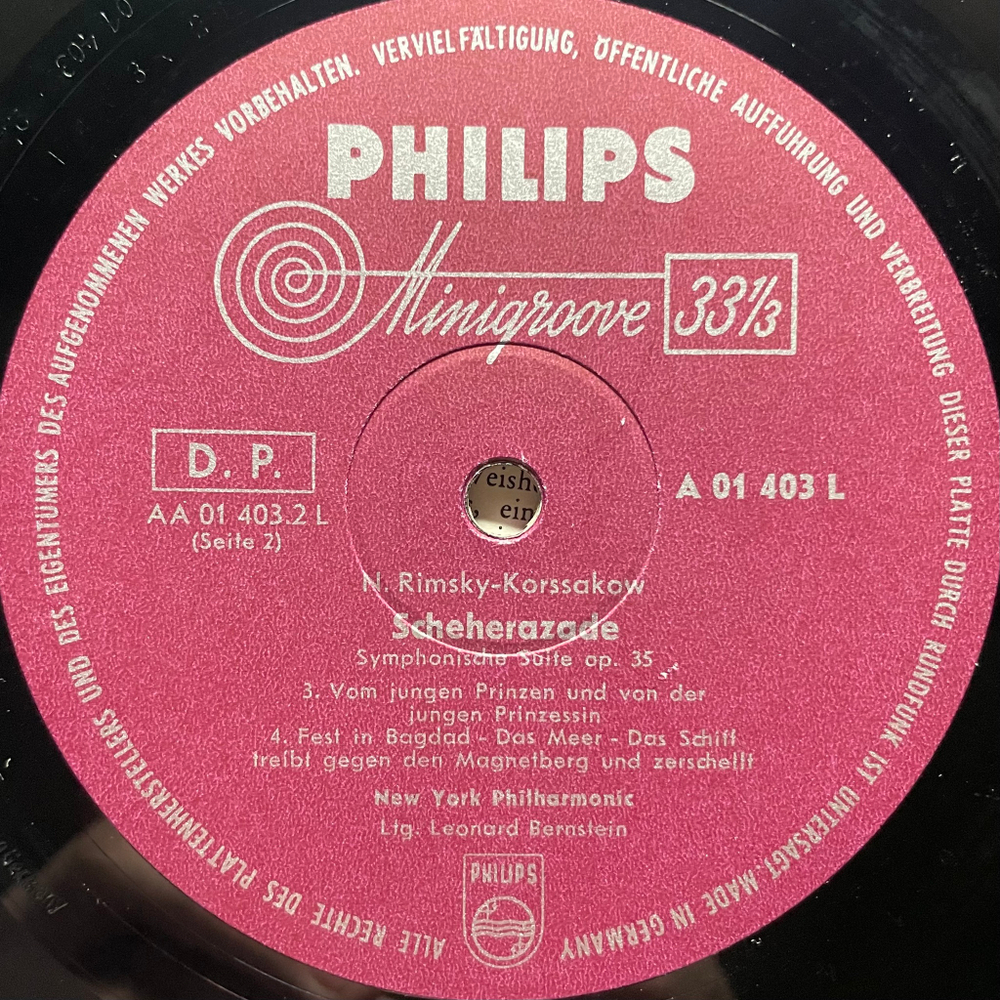 ALLE RECHTE DES PLATTENHERSTELLERS UND DES EIGENTUMERS DES AUFGENOMMENEN WERKES VORBEHALTEN. VERVIELFÄLTIGUNG, ÖFFENTLICHE AUFFUHRUNG UND VERBREITUNG DIESER PLATTE DURCH RUNDFUNK IST UNTERSAGT. MADE IN GERMANY
PHILIPS
Minigroove 33⅓
D. P.
AA 01 403.2 L
(Seite 2)
A 01 403 L
N. Rimsky-Korssakow
Scheherazade
Symphonische Suite op. 35
3. Vom jungen Prinzen und von der
jungen Prinzessin
4. Fest in Bagdad - Das Meer - Das Schiff
treibt gegen den Magnetberg und zerschellt
New York Philharmonic
Ltg. Leonard Bernstein
PHILIPS